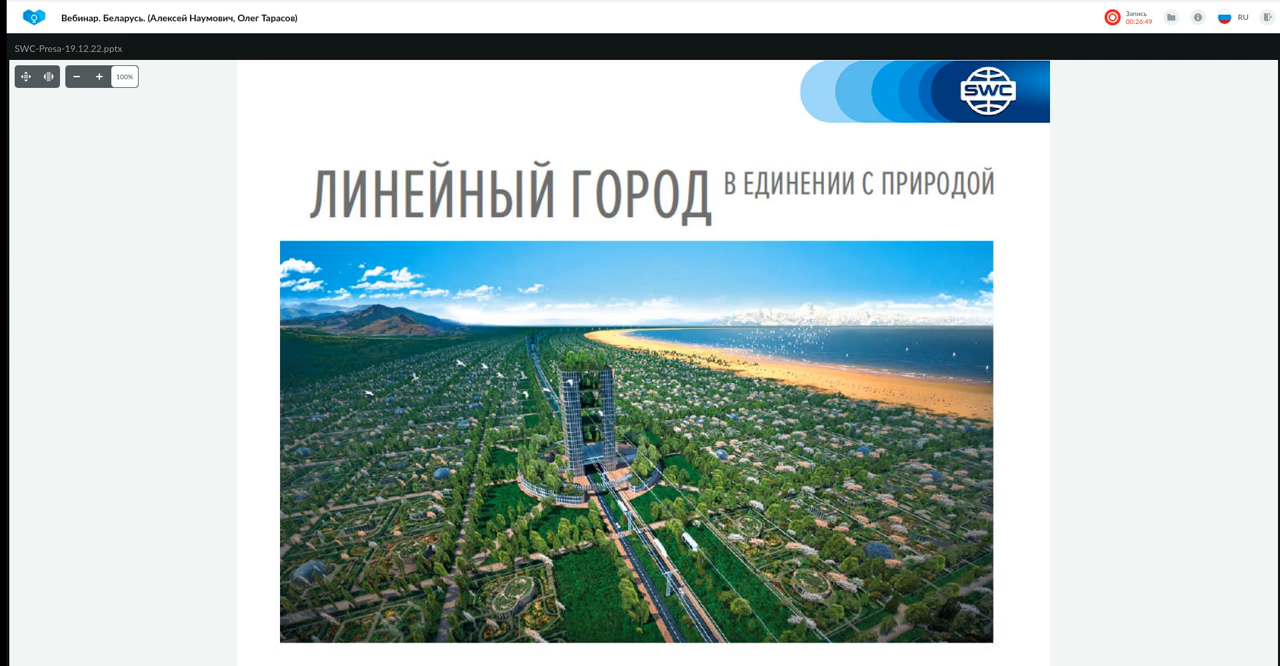 Вебинар. Беларусь. (Алексей Наумович, Олег Тарасов)
Запись
00:26:49
RU
SWC-Presa-19.12.22.pptx
100%
SWC
ЛИНЕЙНЫЙ ГОРОД В ЕДИНЕНИИ С ПРИРОДОЙ